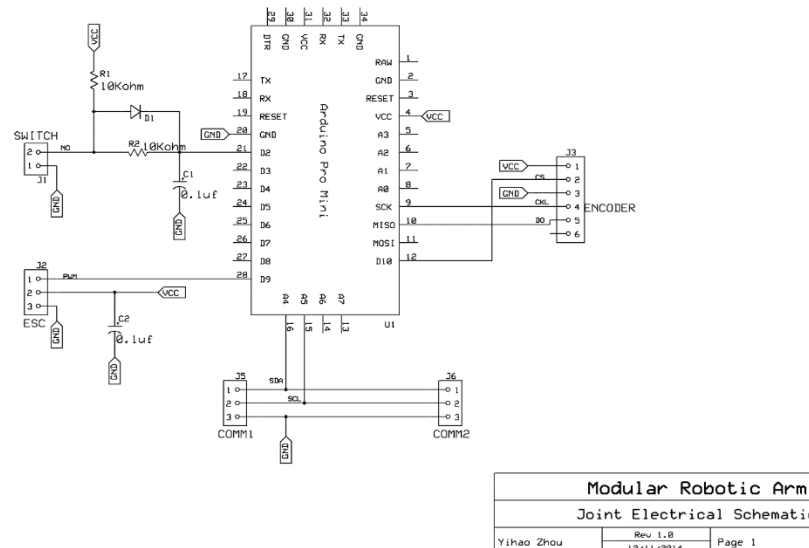 29 30 31 32 33 34
DTR GND VCC RX TX GND
VCC
R1
10Kohm
D1
R2 10Kohm
SWITCH
NO
2
1
J1
GND
C1
0.1uf
GND
17 TX
18 RX
19 RESET
GND 20 GND
21 D2
22 D3
23 D4
24 D5
25 D6
26 D7
27 D8
28 D9
Arduino Pro Mini
RAW 1
GND 2
RESET 3
VCC 4 VCC
A3 5
A2 6
A1 7
A0 8
SCK 9
MISO 10
MOSI 11
D10 12
A4 A5 A6 A7
16 15 14 13
U1
J3
VCC 1
CS 2
GND 3
CKL 4 ENCODER
DO 5
6
J2
1 PWM
2 VCC
3
ESC
GND
C2
0.1uf
GND
J5
SDA
J6
1 1
2 SCL 2
3 3
COMM1
COMM2
GND
Modular Robotic Arm
Joint Electrical Schematic
Yihao Zhou
Rev 1.0
Page 1